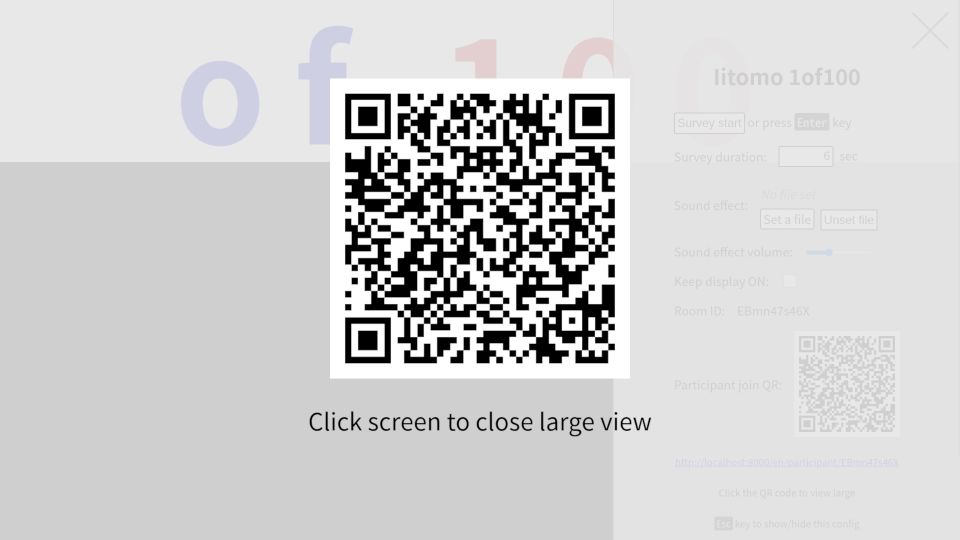 of 100
Iitomo 1of100
Survey start or press Enter key
Survey duration: 6 sec
No file set
Sound effect:
Set a file Unset file
Sound effect volume:
Keep display ON:
Room ID: EBmn47s46X
Participant join QR:
Click screen to close large view
http://localhost:3000/en/participant/EBmn47s46X
Click the QR code to view large
Esc key to show/hide this config